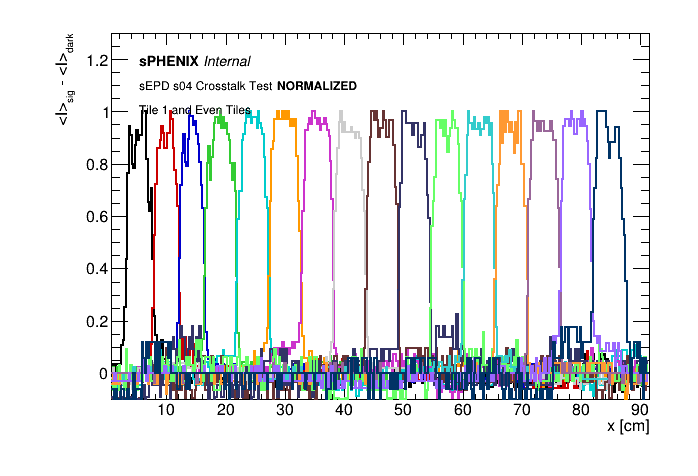 <I>sig - <I>dark
sPHENIX Internal
sEPD s04 Crosstalk Test NORMALIZED
Tile 1 and Even Tiles
1.2
1
0.8
0.6
0.4
0.2
0
10 20 30 40 50 60 70 80 90
x [cm]